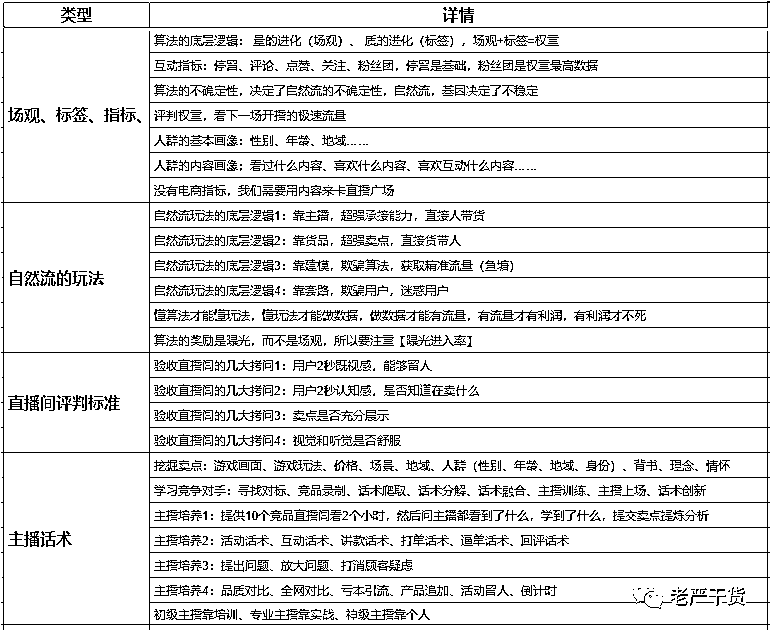 类型 详情
算法的底层逻辑：量的进化（场观）、质的进化（标签），场观+标签=权重
互动指标：停留、评论、点赞、关注、粉丝团，停留是基础，粉丝团是权重最高数据
算法的不确定性，决定了自然流的不确定性，自然流，基因决定了不稳定
场观、标签、指标、
评判权重，看下一场开播的极速流量
人群的基本画像：性别、年龄、地域……
人群的内容画像：看过什么内容、喜欢什么内容、喜欢互动什么内容……
没有电商指标，我们需要用内容来卡直播广场
自然流玩法的底层逻辑1：靠主播，超强承接能力，直接人带货
自然流玩法的底层逻辑2：靠货品，超强卖点，直接货带人
自然流的玩法
自然流玩法的底层逻辑3：靠建模，欺骗算法，获取精准流量（鱼塘）
自然流玩法的底层逻辑4：靠套路，欺骗用户，迷惑用户
懂算法才能懂玩法，懂玩法才能做数据，做数据才能有流量，有流量才有利润，有利润才不死
算法的奖励是曝光，而不是场观，所以要注重【曝光进入率】
验收直播间的几大拷问1：用户2秒既视感，能够留人
直播间评判标准
验收直播间的几大拷问2：用户2秒认知感，是否知道在卖什么
验收直播间的几大拷问3：卖点是否充分展示
验收直播间的几大拷问4：视觉和听觉是否舒服
挖掘卖点：游戏画面、游戏玩法、价格、场景、地域、人群（性别、年龄、地域、身份）、背书、理念、情怀
学习竞争对手：寻找对标、竞品录制、话术爬取、话术分解、话术融合、主播训练、主播上场、话术创新
主播培养1：提供10个竞品直播间看2个小时，然后问主播都看到了什么，学到了什么，提交卖点提炼分析
主播话术
主播培养2：活动话术、互动话术、讲款话术、打单话术、逼单话术、回评话术
主播培养3：提出问题、放大问题、打消顾客疑虑
主播培养4：品质对比、全网对比、亏本引流、产品追加、活动留人、倒计时
初级主播靠培训、专业主播靠实战、神级主播靠个人
老严干货